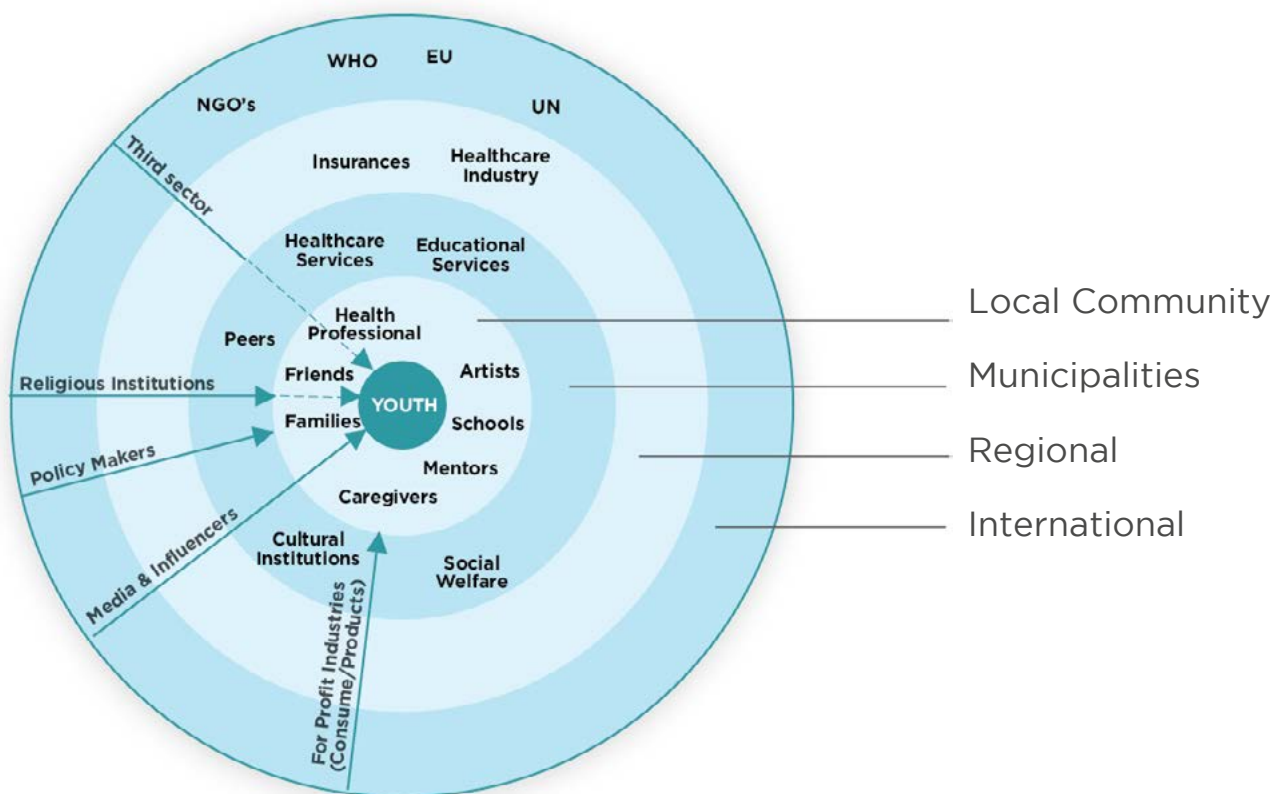 WHO
EU
NGO's
UN
Third sector
Insurances
Healthcare
Industry
Healthcare
Services
Educational
Services
Local Community
Health
Professional
Peers
Friends
Artists
Municipalities
Religious Institutions
YOUTH
Families
Schools
Regional
Policy Makers
Mentors
Caregivers
International
Media & Influencers
Cultural
Institutions
Social
Welfare
For Profit Industries
(Consume/Products)